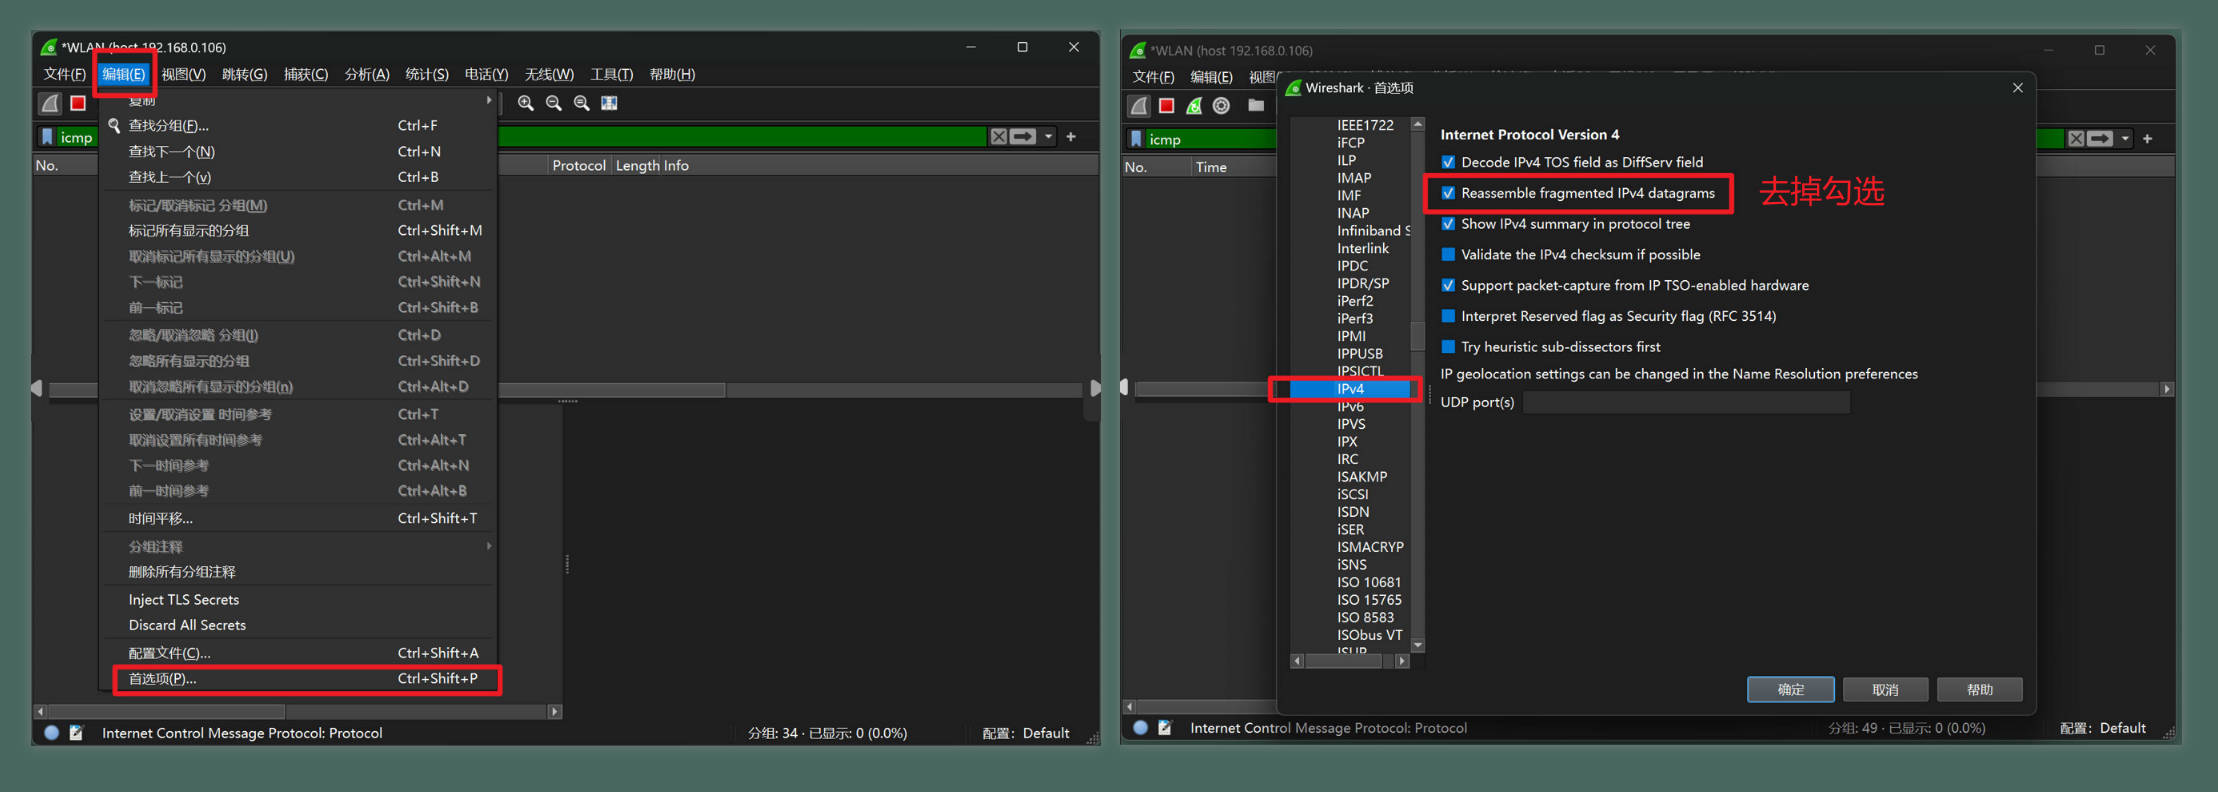 *WLAN (host 192.168.0.106)
文件(F) 编辑(E) 视图(V) 跳转(G) 捕获(C) 分析(A) 统计(S) 电话(Y) 无线(W) 工具(T) 帮助(H)
复制
查找分组(F)... Ctrl+F
icmp
查找下一个(N) Ctrl+N
No. Protocol Length Info
查找上一个(v) Ctrl+B
标记/取消标记 分组(M) Ctrl+M
标记所有显示的分组 Ctrl+Shift+M
取消标记所有显示的分组(U) Ctrl+Alt+M
下一标记 Ctrl+Shift+N
前一标记 Ctrl+Shift+B
忽略/取消忽略 分组(I) Ctrl+D
忽略所有显示的分组 Ctrl+Shift+D
取消忽略所有显示的分组(n) Ctrl+Alt+D
设置/取消设置 时间参考 Ctrl+T
取消设置所有时间参考 Ctrl+Alt+T
下一时间参考 Ctrl+Alt+N
前一时间参考 Ctrl+Alt+B
时间平移... Ctrl+Shift+T
分组注释
删除所有分组注释
Inject TLS Secrets
Discard All Secrets
配置文件(C)... Ctrl+Shift+A
首选项(P)... Ctrl+Shift+P
Internet Control Message Protocol: Protocol 分组: 34 · 已显示: 0 (0.0%) 配置: Default
*WLAN (host 192.168.0.106)
文件(F) 编辑(E) 视图
icmp
No. Time
Wireshark · 首选项
IEEE1722
iFCP
ILP
IMAP
IMF
INAP
Infiniband S
Interlink
IPDC
IPDR/SP
iPerf2
iPerf3
IPMI
IPPUSB
IPSICTL
IPv4
IPv6
IPVS
IPX
IRC
ISAKMP
iSCSI
ISDN
iSER
ISMACRYP
iSNS
ISO 10681
ISO 15765
ISO 8583
ISObus VT
ISUP
Internet Protocol Version 4
Decode IPv4 TOS field as DiffServ field
Reassemble fragmented IPv4 datagrams
去掉勾选
Show IPv4 summary in protocol tree
Validate the IPv4 checksum if possible
Support packet-capture from IP TSO-enabled hardware
Interpret Reserved flag as Security flag (RFC 3514)
Try heuristic sub-dissectors first
IP geolocation settings can be changed in the Name Resolution preferences
UDP port(s)
确定 取消 帮助
Internet Control Message Protocol: Protocol 分组: 49 · 已显示: 0 (0.0%) 配置: Default